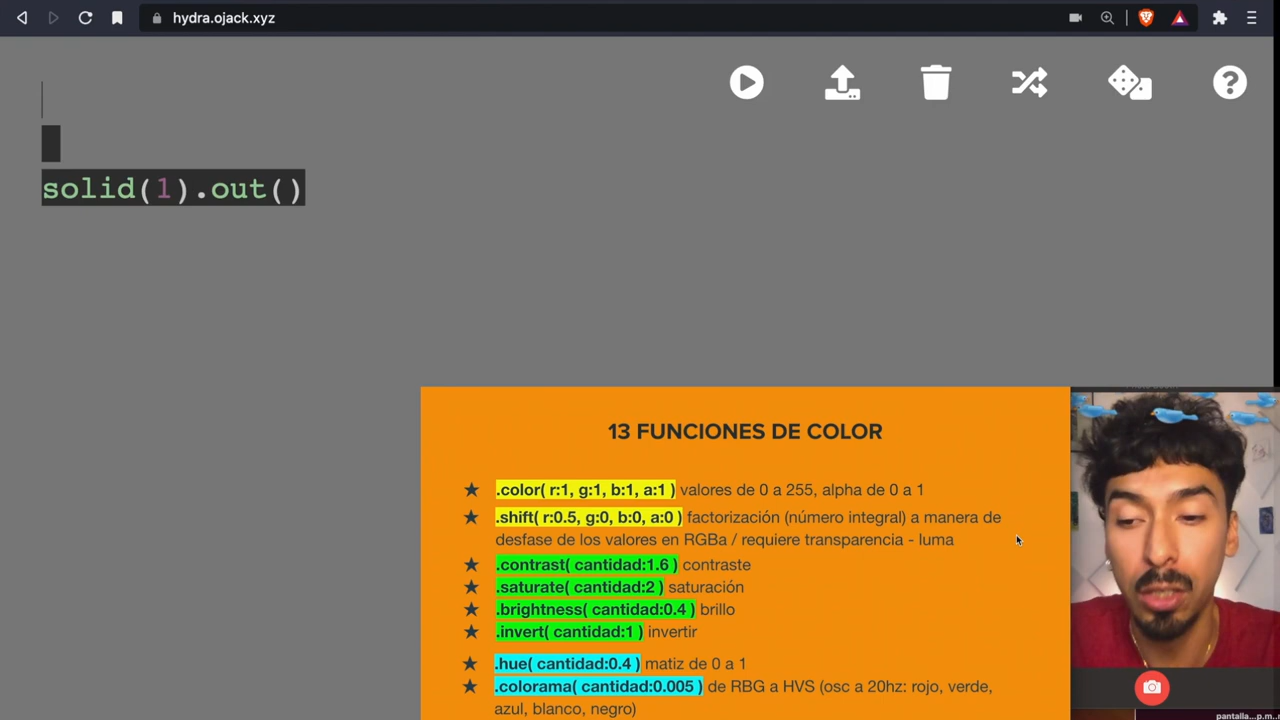 hydra.ojack.xyz
solid(1).out()
13 FUNCIONES DE COLOR
★ .color( r:1, g:1, b:1, a:1 ) valores de 0 a 255, alpha de 0 a 1
★ .shift( r:0.5, g:0, b:0, a:0 ) factorización (número integral) a manera de
desfase de los valores en RGBa / requiere transparencia - luma
★ .contrast( cantidad:1.6 ) contraste
★ .saturate( cantidad:2 ) saturación
★ .brightness( cantidad:0.4 ) brillo
★ .invert( cantidad:1 ) invertir
★ .hue( cantidad:0.4 ) matiz de 0 a 1
★ .colorama( cantidad:0.005 ) de RBG a HVS (osc a 20hz: rojo, verde,
azul, blanco, negro)
pantalla...p.m..